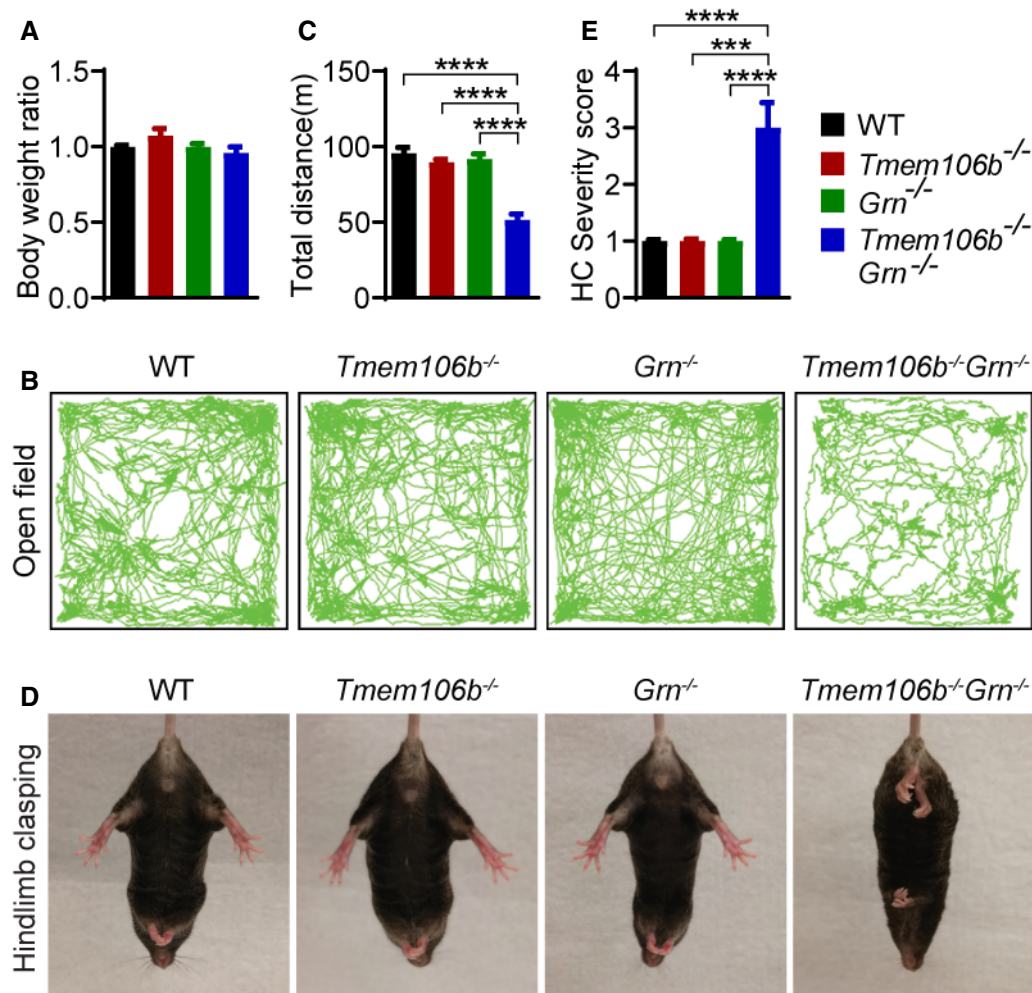 A
Body weight ratio
1.5
1.0
0.5
0.0
C
Total distance(m)
150
100
50
0
****
****
****
E
HC Severity score
4
3
2
1
0
****
***
****
WT
Tmem106b-/-
Grn-/-
Tmem106b-/-
Grn-/-
B
Open field
WT
Tmem106b-/-
Grn-/-
Tmem106b-/-Grn-/-
D
Hindlimb clasping
WT
Tmem106b-/-
Grn-/-
Tmem106b-/-Grn-/-